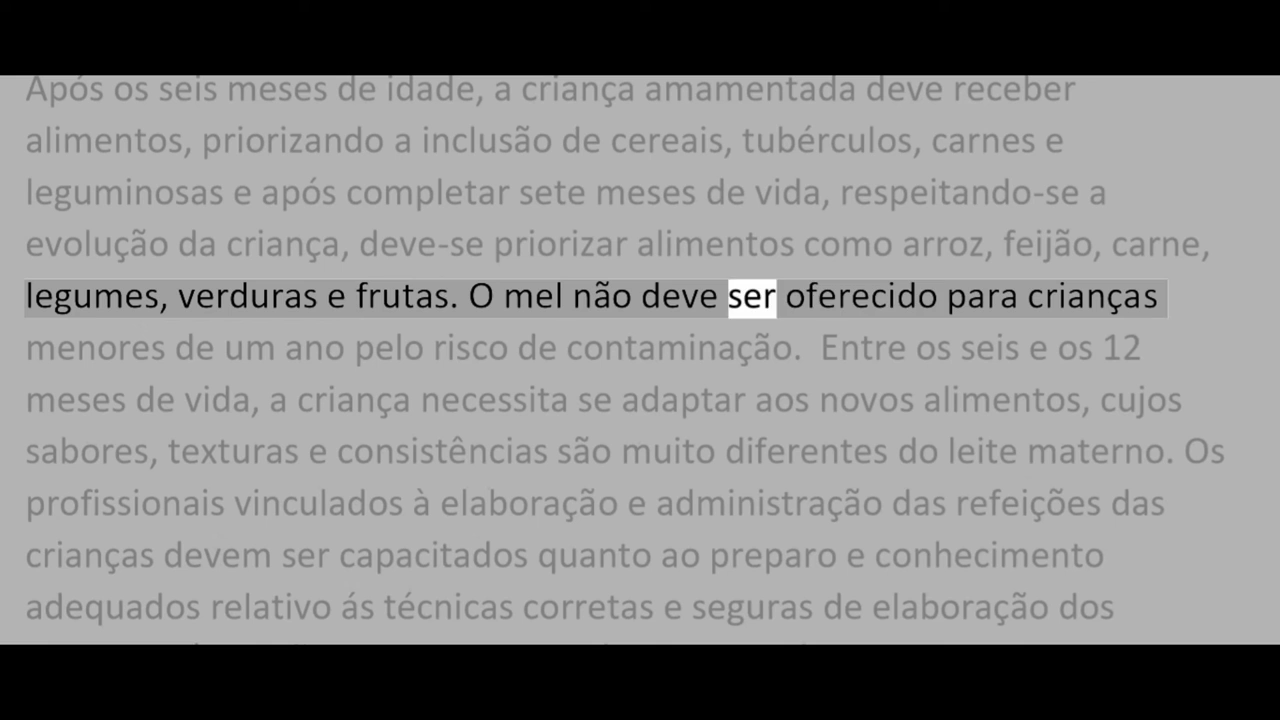 Após os seis meses de idade, a criança amamentada deve receber
alimentos, priorizando a inclusão de cereais, tubérculos, carnes e
leguminosas e após completar sete meses de vida, respeitando-se a
evolução da criança, deve-se priorizar alimentos como arroz, feijão, carne,
legumes, verduras e frutas. O mel não deve ser oferecido para crianças
menores de um ano pelo risco de contaminação.  Entre os seis e os 12
meses de vida, a criança necessita se adaptar aos novos alimentos, cujos
sabores, texturas e consistências são muito diferentes do leite materno. Os
profissionais vinculados à elaboração e administração das refeições das
crianças devem ser capacitados quanto ao preparo e conhecimento
adequados relativo ás técnicas corretas e seguras de elaboração dos